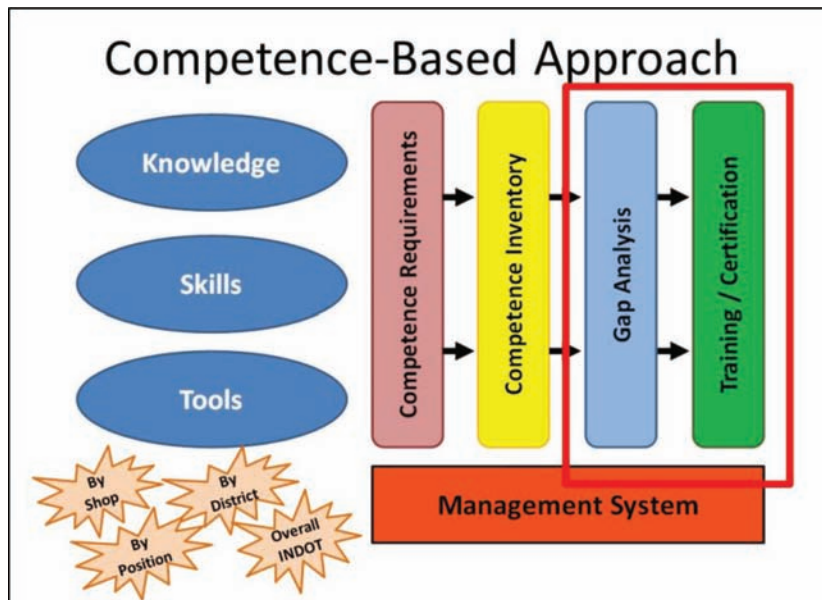 Competence-Based Approach
Knowledge
Skills
Tools
Competence Requirements
Competence Inventory
Gap Analysis
Training / Certification
By
Shop
By
District
By
Position
Overall
INDOT
Management System